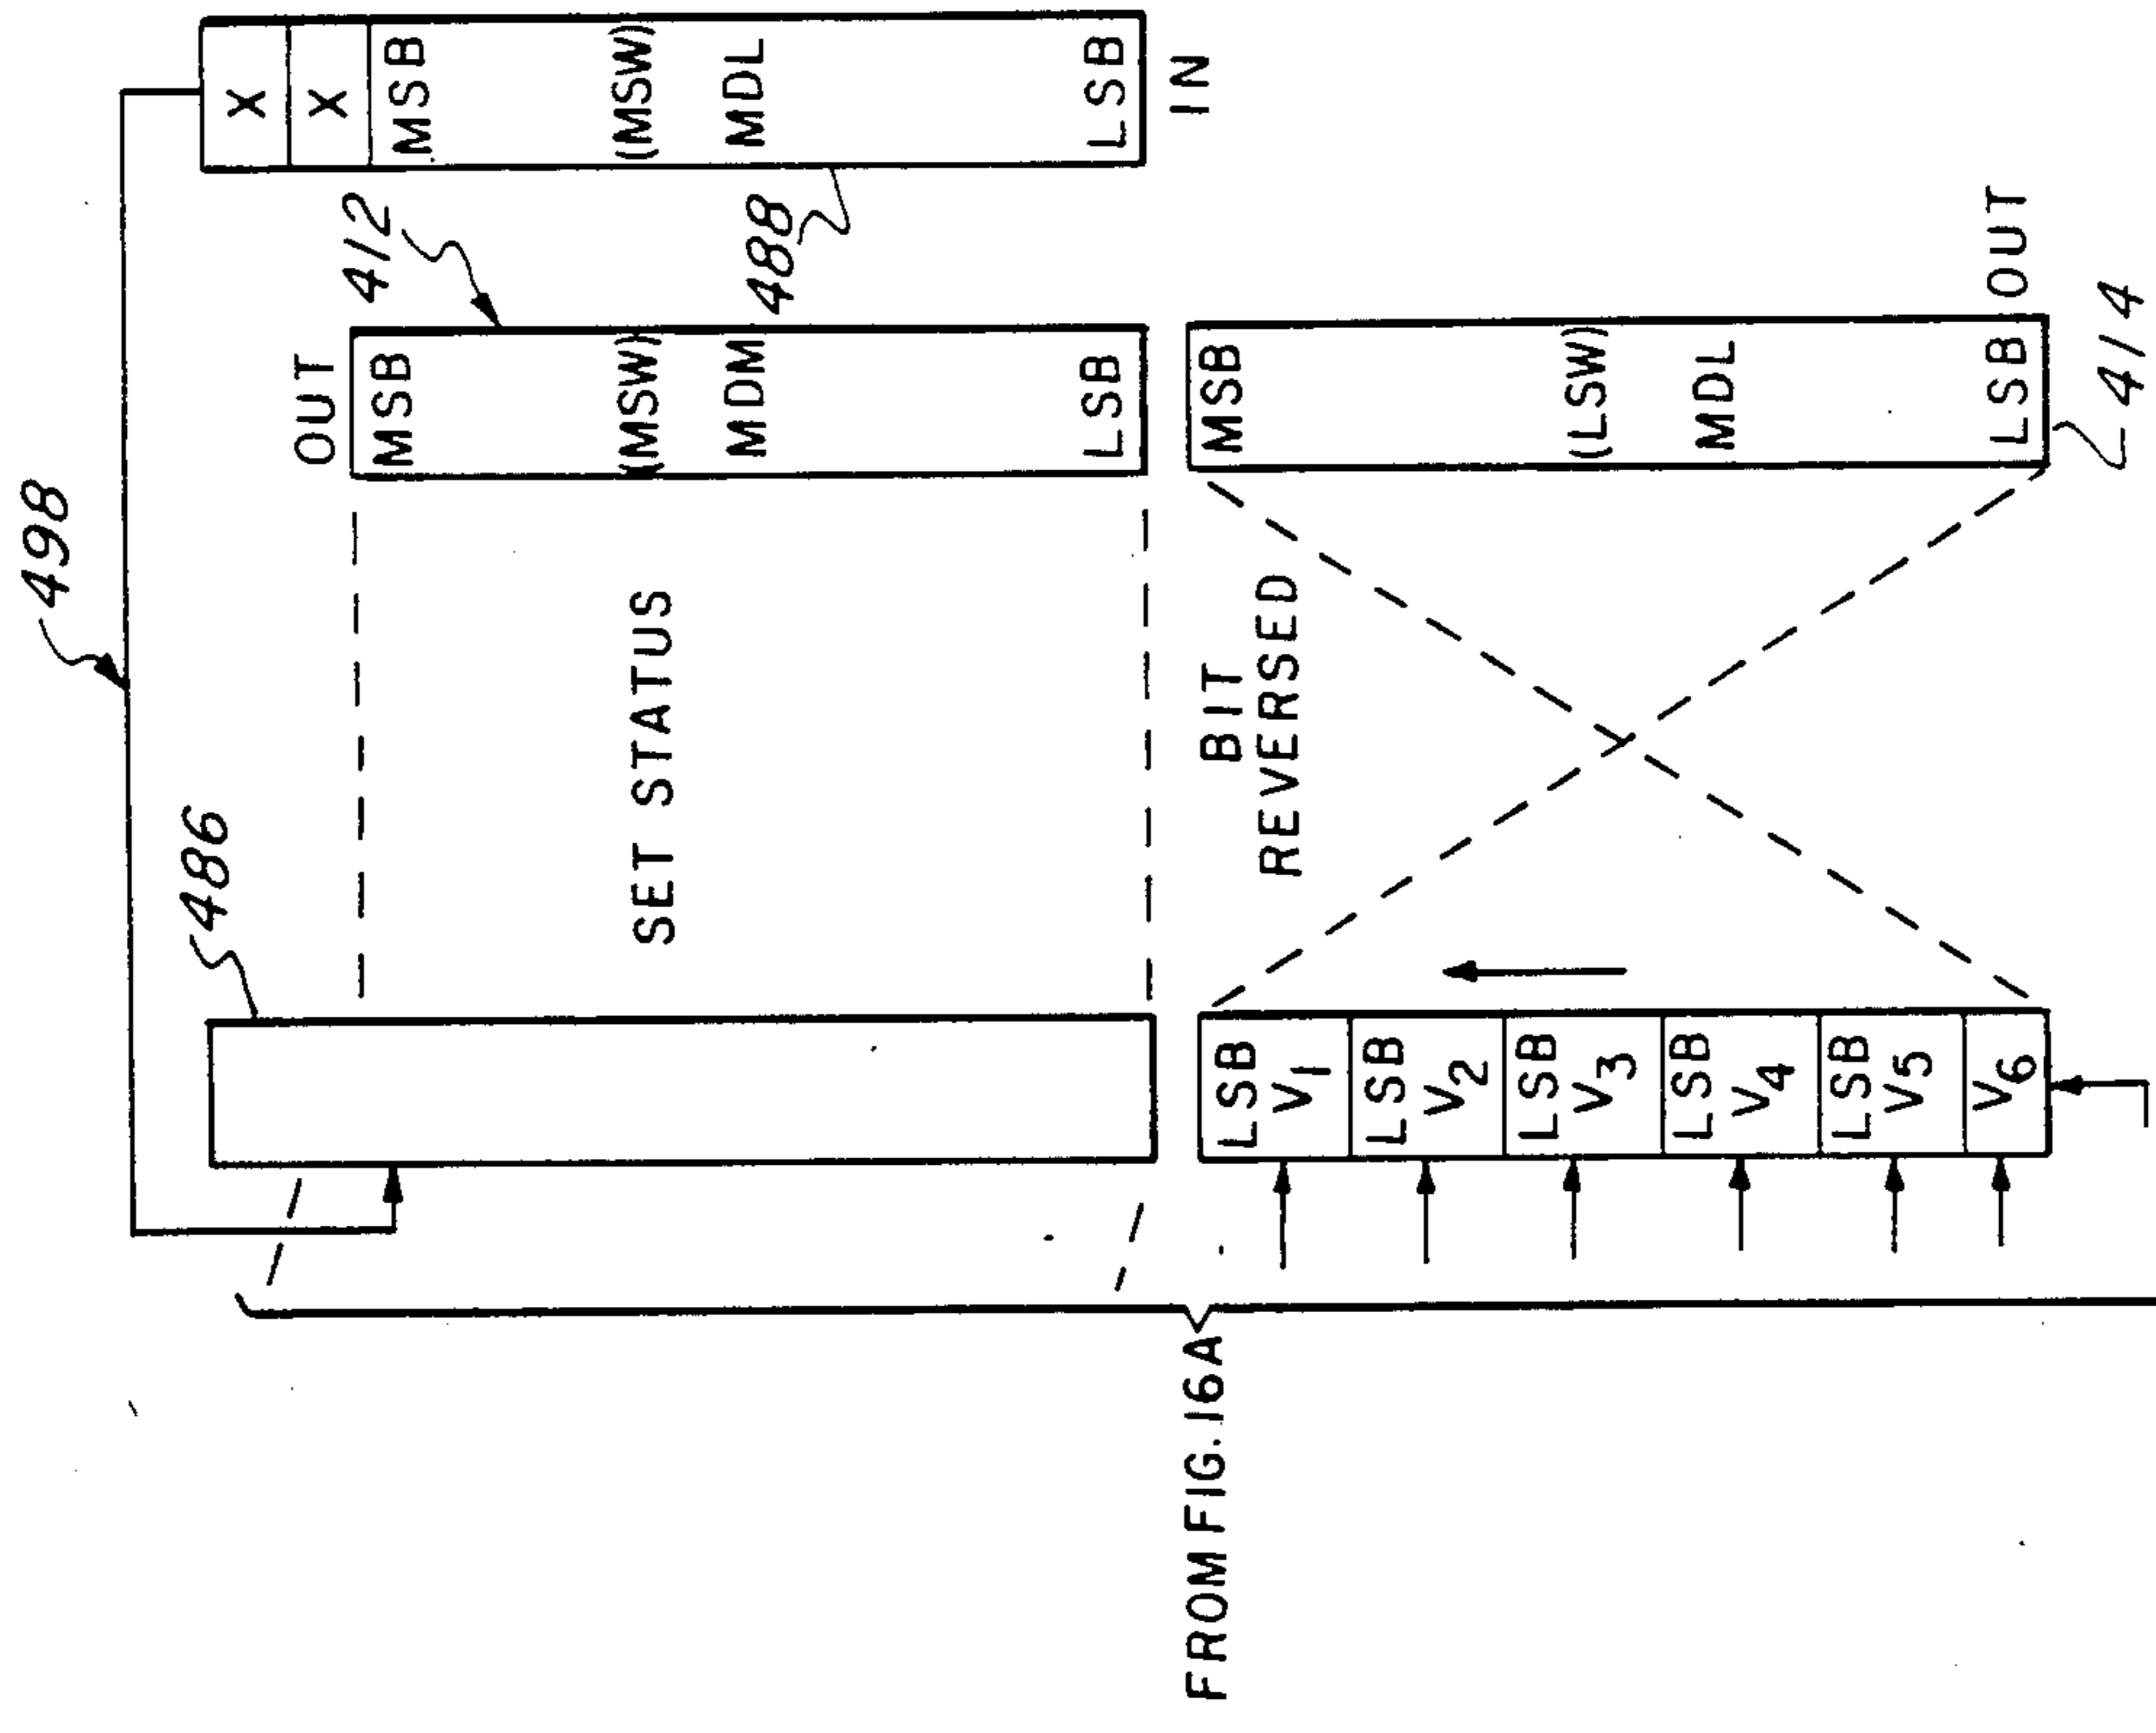 498
486
412
OUT
MSB
(MSW)
MDM
LSB
X
X
MSB
(MSW)
MDL
LSB
IN
488
SET STATUS
FROM FIG. 16A
BIT
REVERSED
LSB
V1
LSB
V2
LSB
V3
LSB
V4
LSB
V5
V6
MSB
(LSW)
MDL
LSB
OUT
414